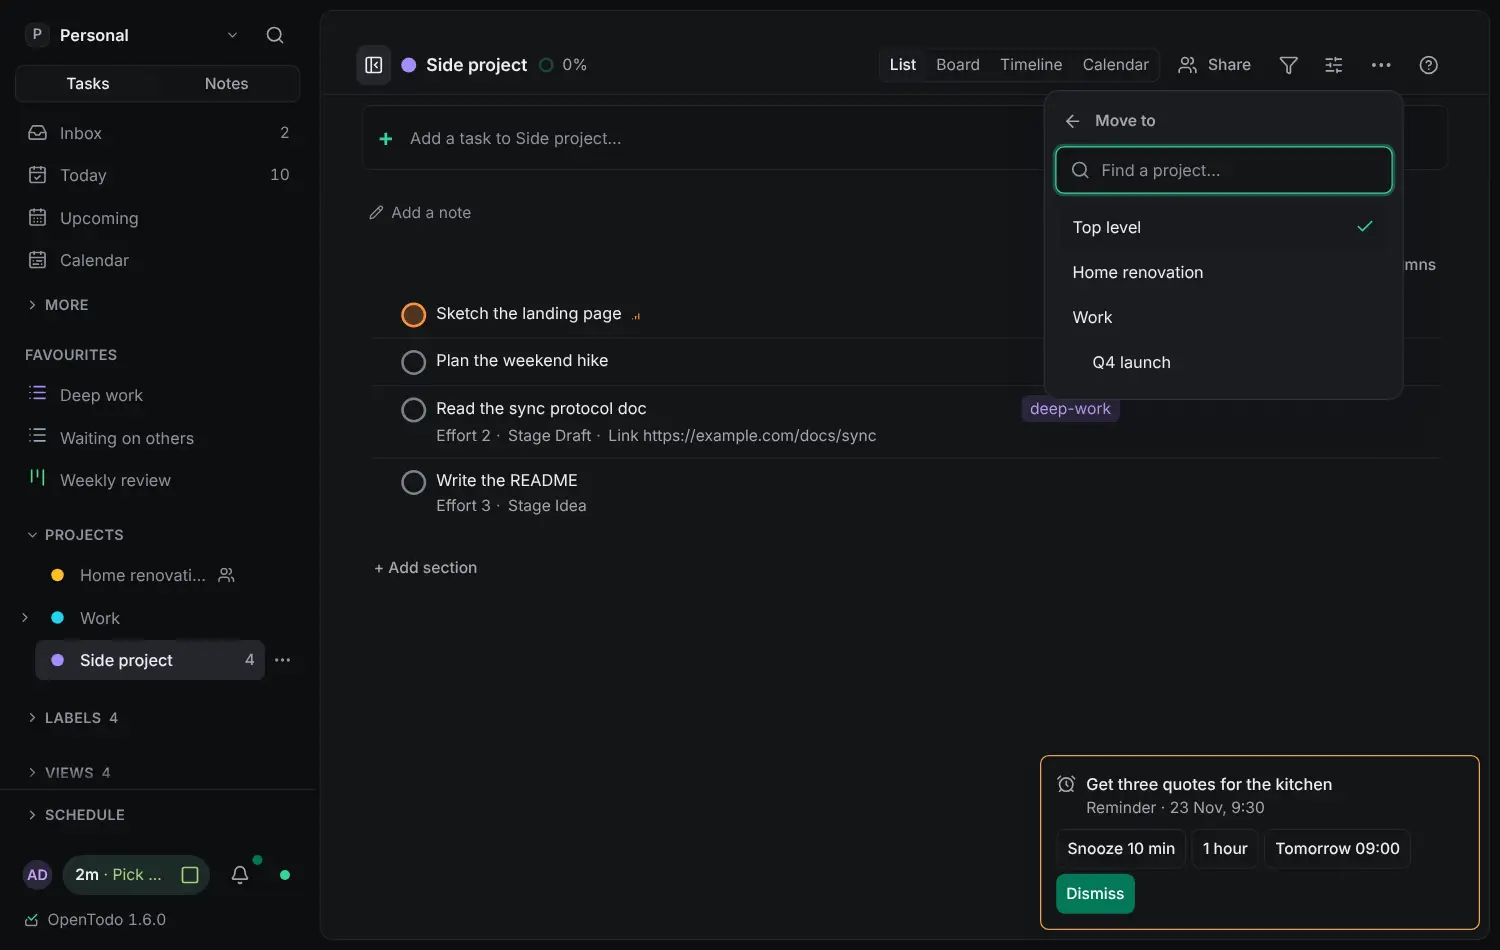 P Personal
Tasks Notes
Inbox 2
Today 10
Upcoming
Calendar
MORE
FAVOURITES
Deep work
Waiting on others
Weekly review
PROJECTS
Home renovati...
Work
Side project 4
LABELS 4
VIEWS 4
SCHEDULE
AD 2m · Pick ...
OpenTodo 1.6.0
Side project 0%
List Board Timeline Calendar Share
Add a task to Side project...
Add a note
mns
Sketch the landing page
Plan the weekend hike
Read the sync protocol doc deep-work
Effort 2 · Stage Draft · Link https://example.com/docs/sync
Write the README
Effort 3 · Stage Idea
+ Add section
Move to
Find a project...
Top level
Home renovation
Work
Q4 launch
Get three quotes for the kitchen
Reminder · 23 Nov, 9:30
Snooze 10 min 1 hour Tomorrow 09:00
Dismiss